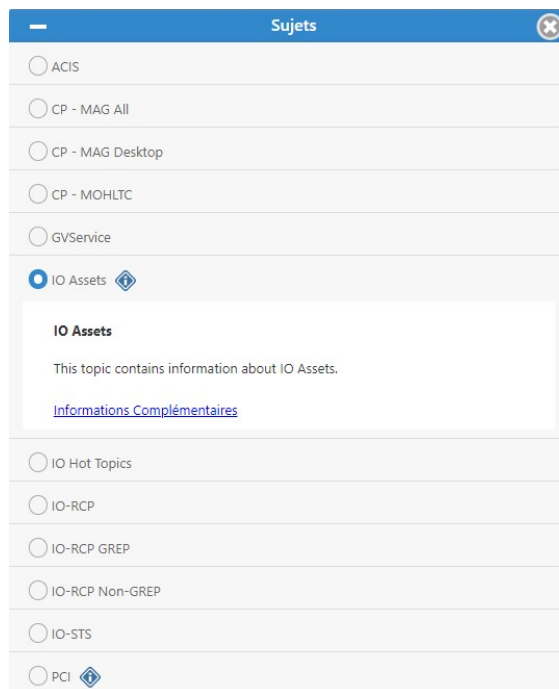 Sujets
ACIS
CP - MAG All
CP - MAG Desktop
CP - MOHLTC
GVService
IO Assets
IO Assets
This topic contains information about IO Assets.
Informations Complémentaires
IO Hot Topics
IO-RCP
IO-RCP GREP
IO-RCP Non-GREP
IO-STS
PCI